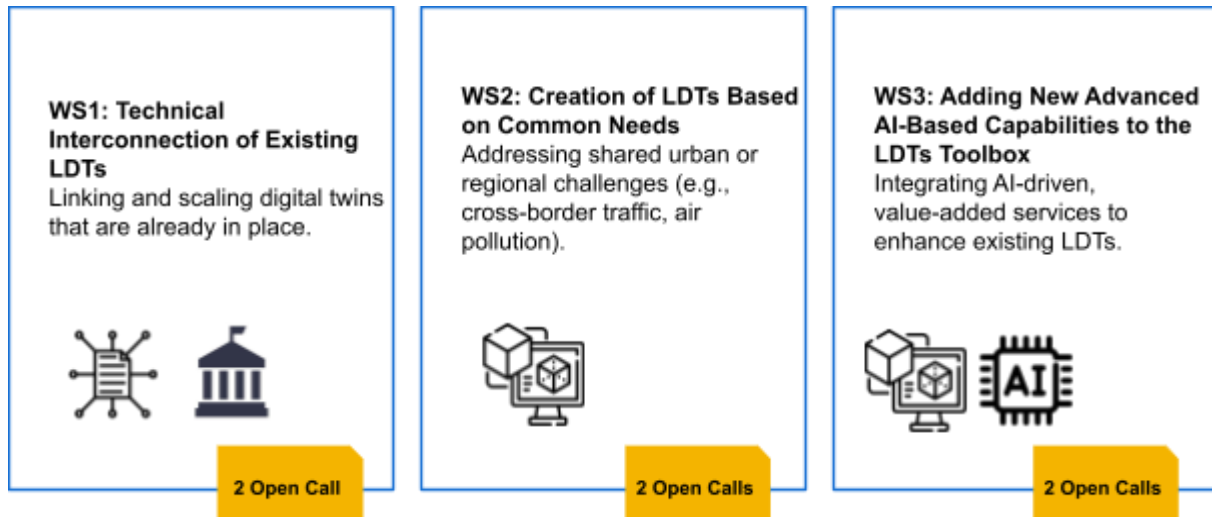 WS1: Technical
Interconnection of Existing
LDTs
Linking and scaling digital twins
that are already in place.
2 Open Call
WS2: Creation of LDTs Based
on Common Needs
Addressing shared urban or
regional challenges (e.g.,
cross-border traffic, air
pollution).
2 Open Calls
WS3: Adding New Advanced
AI-Based Capabilities to the
LDTs Toolbox
Integrating AI-driven,
value-added services to
enhance existing LDTs.
AI
2 Open Calls